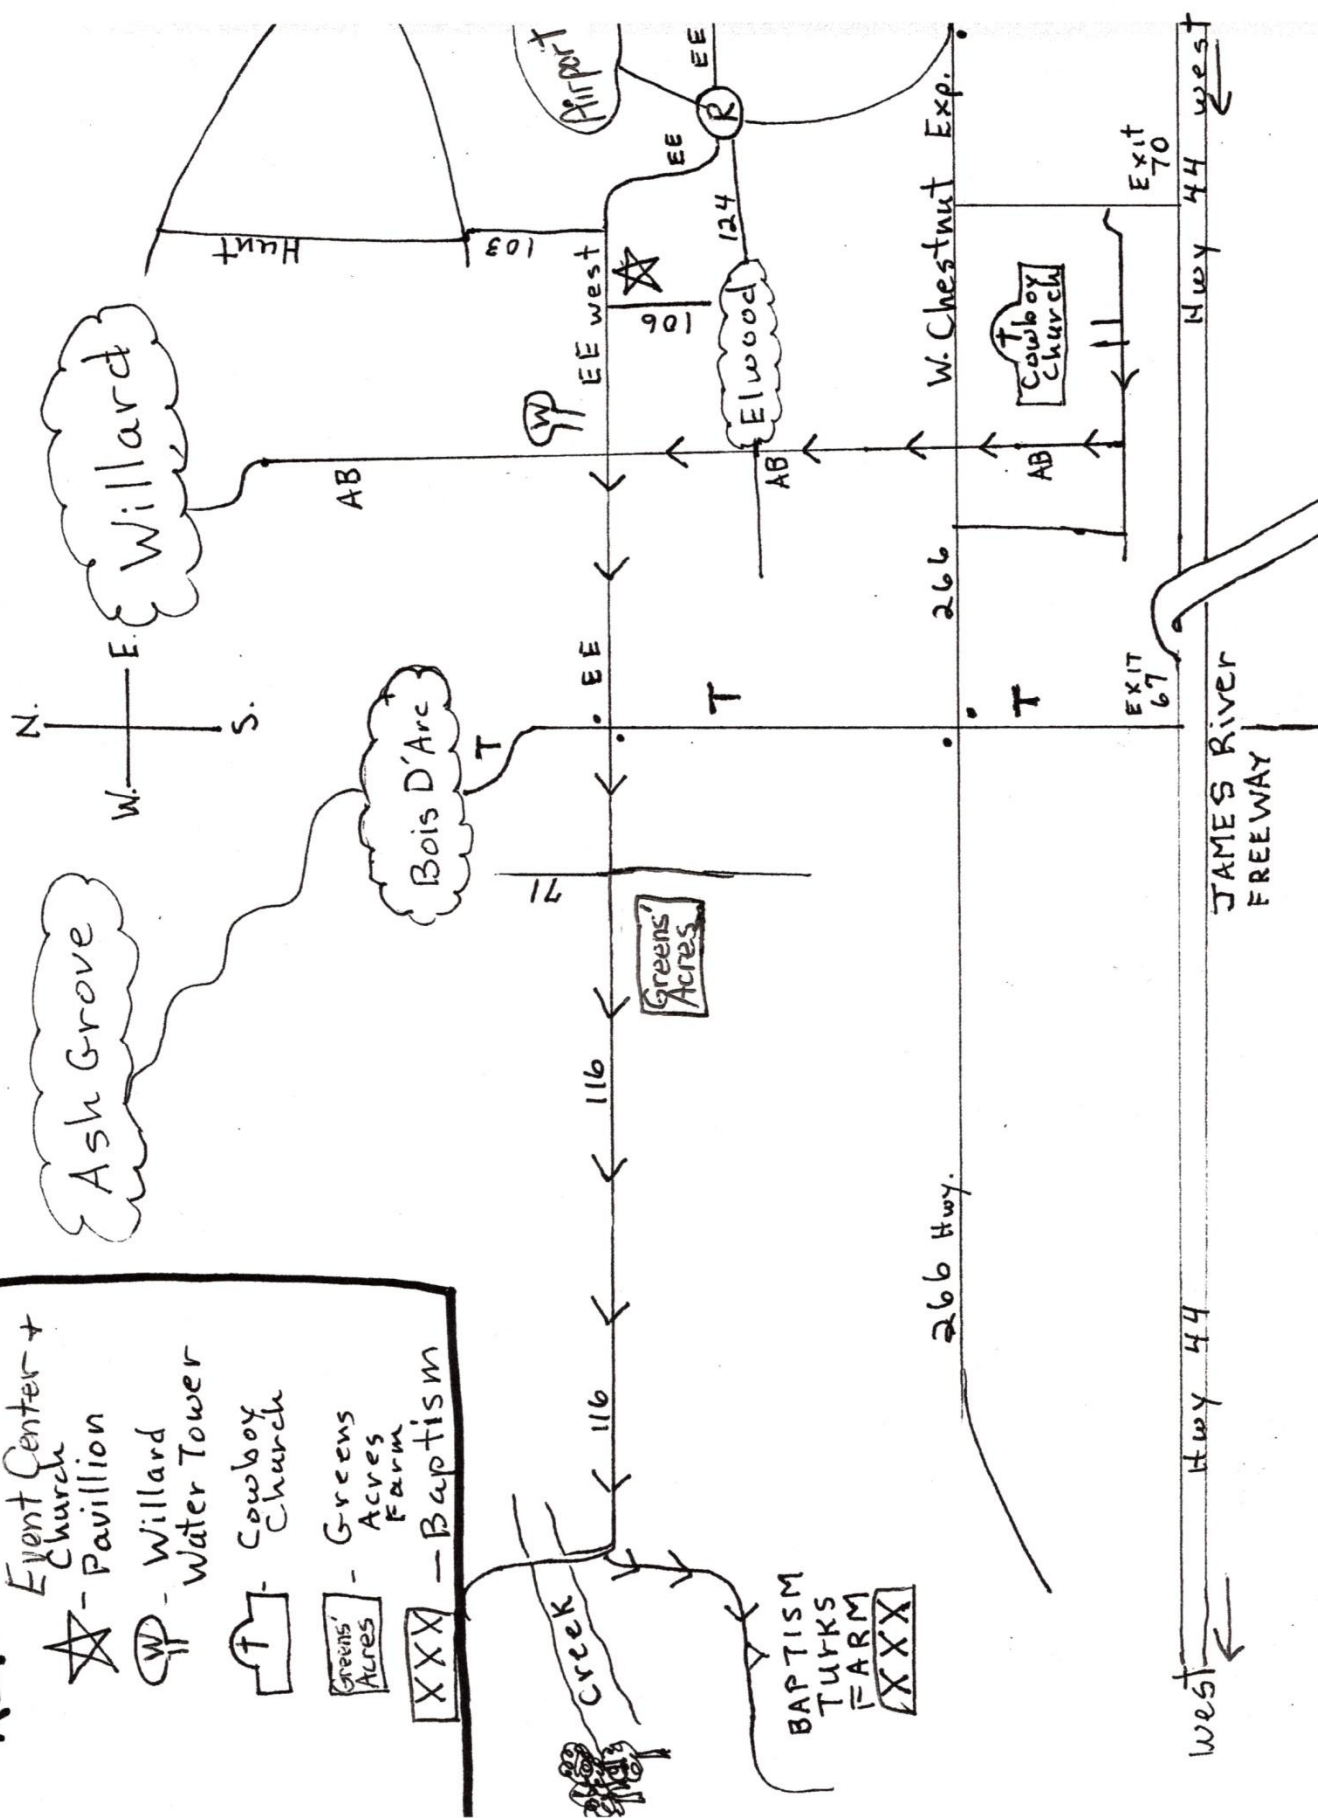 Event Center +
Church
- Pavillion
W - Willard
Water Tower
- Cowboy
Church
Greens'
Acres
- Greens
Acres
Farm
XXX - Baptism
N.
W. E.
S.
Ash Grove
Willard
Hunt
Bois D'Arc
AB
103
Airport
T
71
W
116
116
EE
EE west
EE
EE
R
Creek
Greens'
Acres
106
124
T
Elwood
AB
BAPTISM
TURKS
FARM
XXX
266 Hwy.
266
W. Chestnut Exp.
T
AB
Cowboy
Church
EXIT
67
Exit
70
West
Hwy 44
Hwy 44 west
JAMES River
FREEWAY